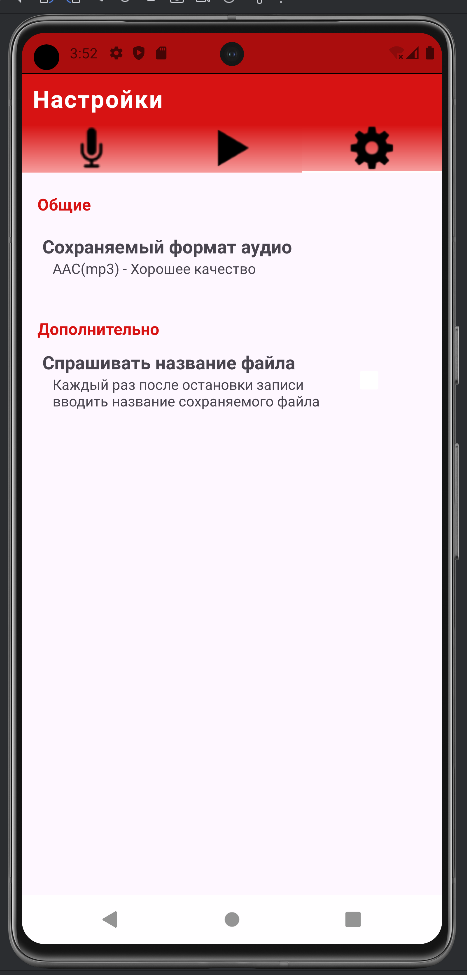 3:52
Настройки
Общие
Сохраняемый формат аудио
AAC(mp3) - Хорошее качество
Дополнительно
Спрашивать название файла
Каждый раз после остановки записи
вводить название сохраняемого файла